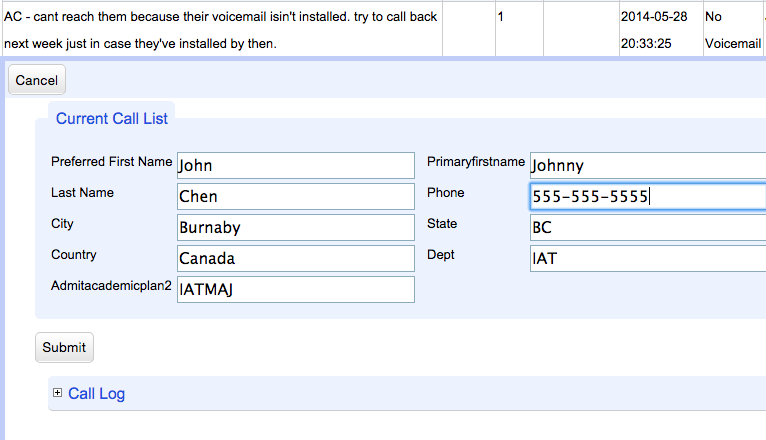 AC - cant reach them because their voicemail isin't installed. try to call back 1 2014-05-28 No
next week just in case they've installed by then. 20:33:25 Voicemail
Cancel
Current Call List
Preferred First Name John Primaryfirstname Johnny
Last Name Chen Phone 555-555-5555
City Burnaby State BC
Country Canada Dept IAT
Admitacademicplan2 IATMAJ
Submit
Call Log